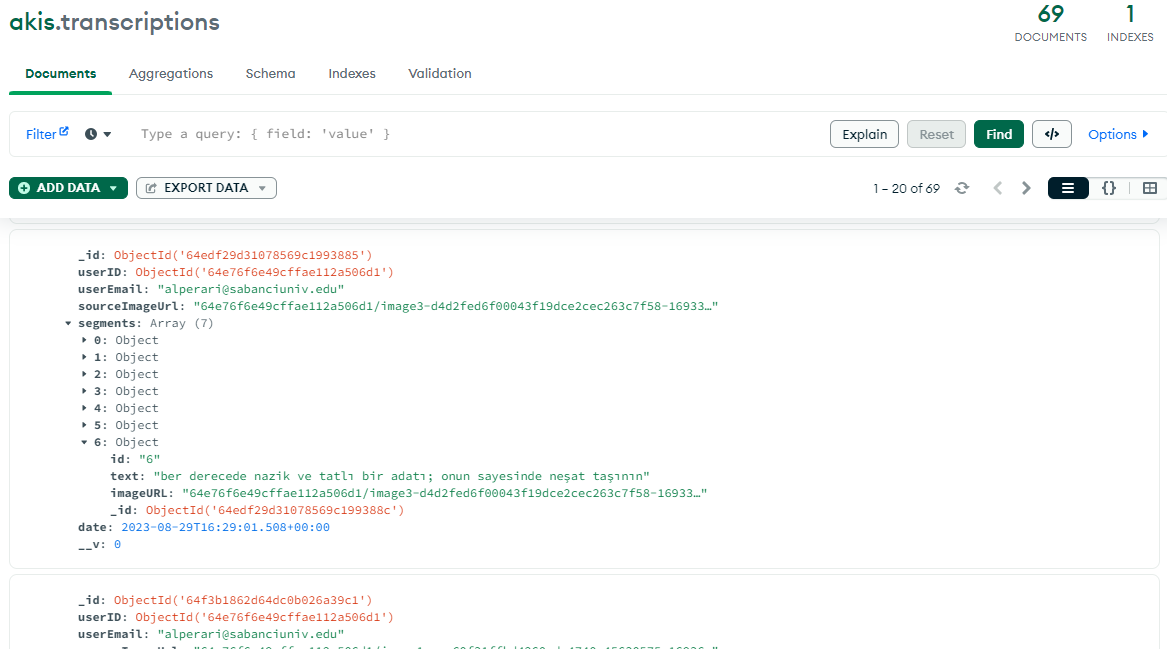 akis.transcriptions
69
DOCUMENTS
1
INDEXES
Documents Aggregations Schema Indexes Validation
Filter Type a query: { field: 'value' } Explain Reset Find </> Options
ADD DATA EXPORT DATA 1 – 20 of 69 {}
_id: ObjectId('64edf29d31078569c1993885')
userID: ObjectId('64e76f6e49cffae112a506d1')
userEmail: "alperari@sabanciuniv.edu"
sourceImageUrl: "64e76f6e49cffae112a506d1/image3-d4d2fed6f00043f19dce2cec263c7f58-16933…"
segments: Array (7)
0: Object
1: Object
2: Object
3: Object
4: Object
5: Object
6: Object
id: "6"
text: "ber derecede nazik ve tatlı bir adatı; onun sayesinde neşat taşının"
imageURL: "64e76f6e49cffae112a506d1/image3-d4d2fed6f00043f19dce2cec263c7f58-16933…"
_id: ObjectId('64edf29d31078569c199388c')
date: 2023-08-29T16:29:01.508+00:00
__v: 0
_id: ObjectId('64f3b1862d64dc0b026a39c1')
userID: ObjectId('64e76f6e49cffae112a506d1')
userEmail: "alperari@sabanciuniv.edu"